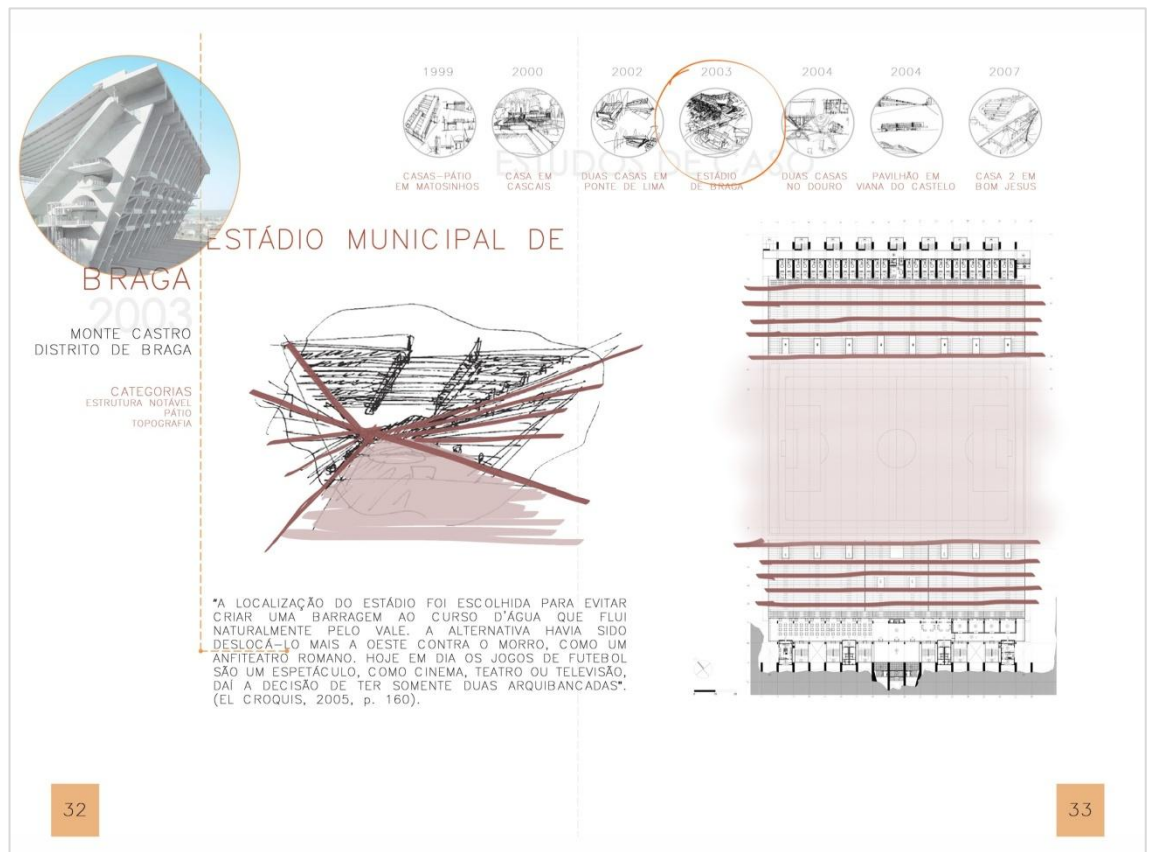 1999
2000
2002
2003
2004
2004
2007
ESTUDOS DE CASO
CASAS-PÁTIO
EM MATOSINHOS
CASA EM
CASCAIS
DUAS CASAS EM
PONTE DE LIMA
ESTÁDIO
DE BRAGA
DUAS CASAS
NO DOURO
PAVILHÃO EM
VIANA DO CASTELO
CASA 2 EM
BOM JESUS
ESTÁDIO MUNICIPAL DE
BRAGA
2003
MONTE CASTRO
DISTRITO DE BRAGA
CATEGORIAS
ESTRUTURA NOTÁVEL
PÁTIO
TOPOGRAFIA
"A LOCALIZAÇÃO DO ESTÁDIO FOI ESCOLHIDA PARA EVITAR
CRIAR UMA BARRAGEM AO CURSO D'ÁGUA QUE FLUI
NATURALMENTE PELO VALE. A ALTERNATIVA HAVIA SIDO
DESLOCÁ-LO MAIS A OESTE CONTRA O MORRO, COMO UM
ANFITEATRO ROMANO. HOJE EM DIA OS JOGOS DE FUTEBOL
SÃO UM ESPETÁCULO, COMO CINEMA, TEATRO OU TELEVISÃO,
DAÍ A DECISÃO DE TER SOMENTE DUAS ARQUIBANCADAS".
(EL CROQUIS, 2005, p. 160).
32
33